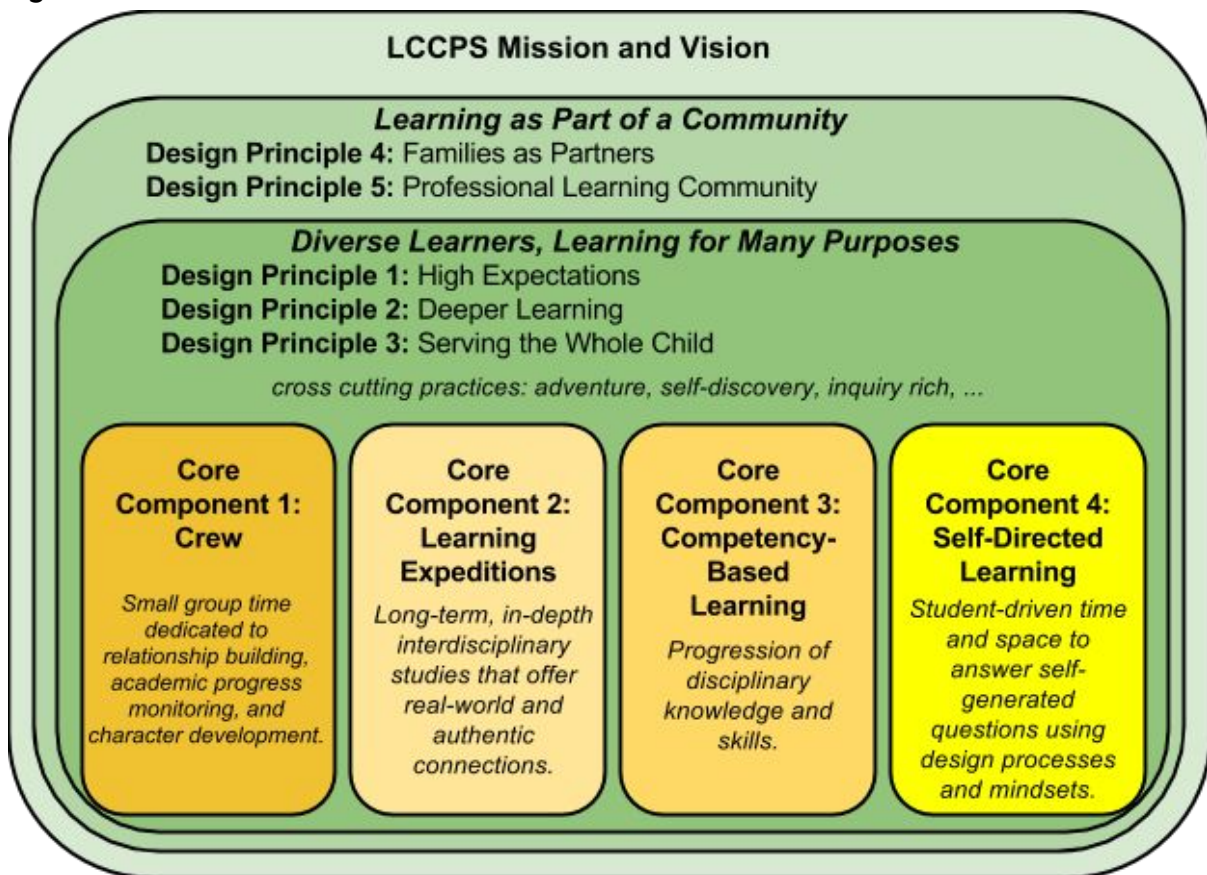 LCCPS Mission and Vision
Learning as Part of a Community
Design Principle 4: Families as Partners
Design Principle 5: Professional Learning Community
Diverse Learners, Learning for Many Purposes
Design Principle 1: High Expectations
Design Principle 2: Deeper Learning
Design Principle 3: Serving the Whole Child
cross cutting practices: adventure, self-discovery, inquiry rich, ...
Core
Component 1:
Crew
Small group time
dedicated to
relationship building,
academic progress
monitoring, and
character development.
Core
Component 2:
Learning
Expeditions
Long-term, in-depth
interdisciplinary
studies that offer
real-world and
authentic
connections.
Core
Component 3:
Competency-
Based
Learning
Progression of
disciplinary
knowledge and
skills.
Core
Component 4:
Self-Directed
Learning
Student-driven time
and space to
answer self-
generated
questions using
design processes
and mindsets.